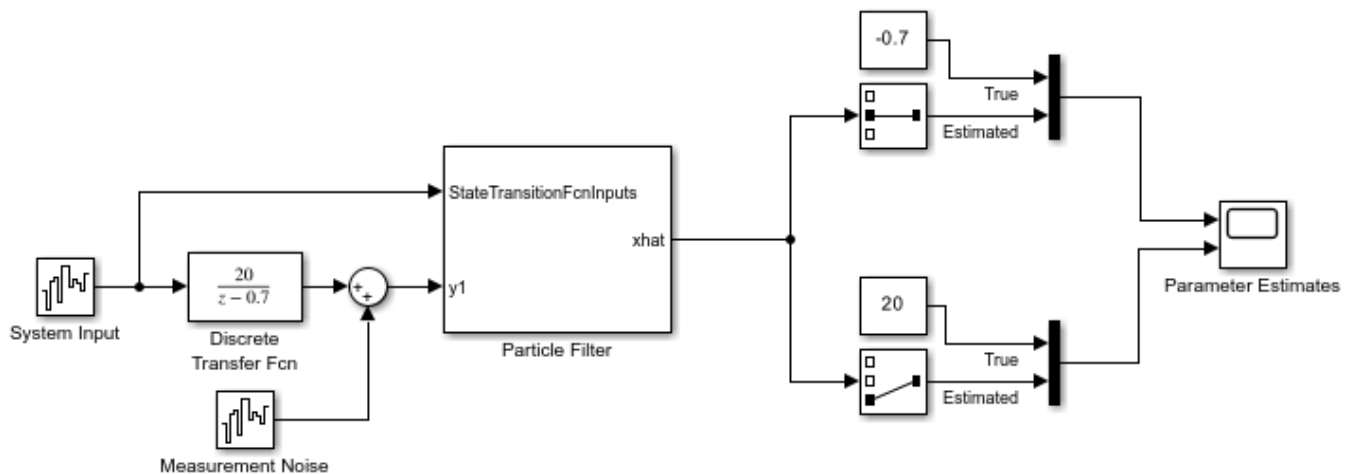 -0.7
True
Estimated
StateTransitionFcnInputs
xhat
y1
Particle Filter
System Input
20
z − 0.7
Discrete
Transfer Fcn
+
+
Measurement Noise
20
True
Estimated
Parameter Estimates